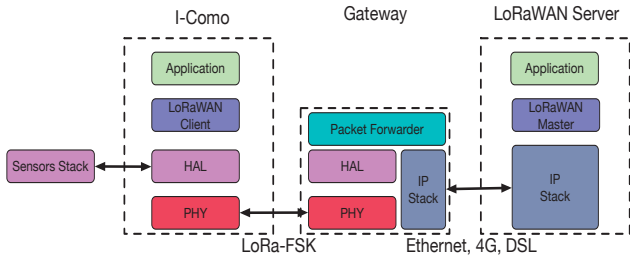 I-Como
Gateway
LoRaWAN Server
Application
LoRaWAN
Client
Sensors Stack
HAL
PHY
Packet Forwarder
HAL
PHY
IP
Stack
Application
LoRaWAN
Master
IP
Stack
LoRa-FSK
Ethernet, 4G, DSL